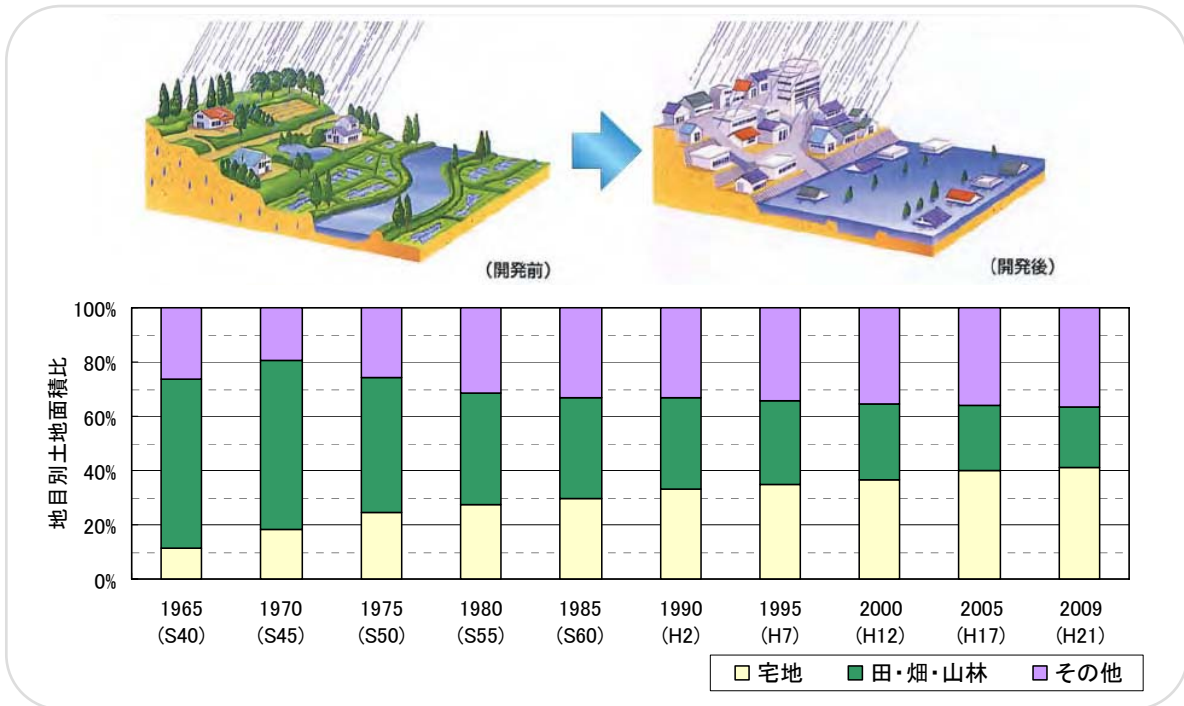 （開発前）
（開発後）
地目別土地面積比
100%
80%
60%
40%
20%
0%
1965 1970 1975 1980 1985 1990 1995 2000 2005 2009
（S40） （S45） （S50） （S55） （S60） （H2） （H7） （H12） （H17） （H21）
宅地 田・畑・山林 その他